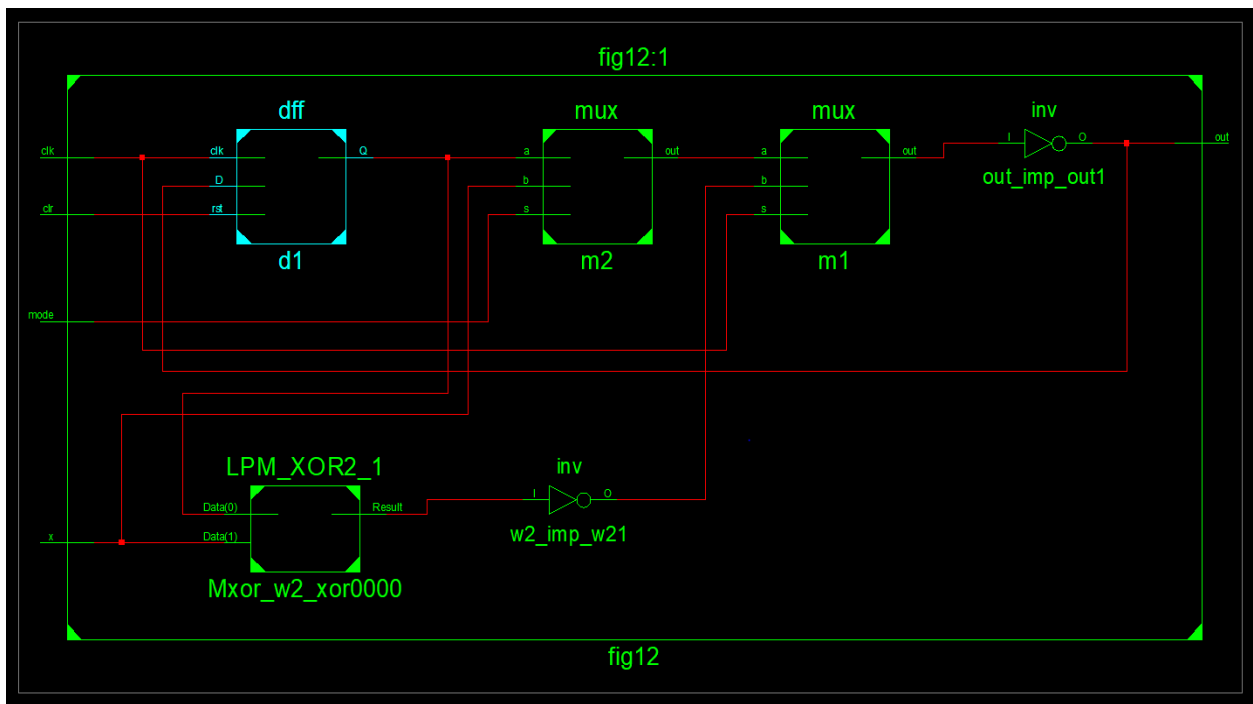 fig12:1
dff
mux
mux
inv
clk
clk
Q
a
out
a
out
I
O
out
D
b
b
out_imp_out1
clr
rst
s
s
d1
m2
m1
mode
LPM_XOR2_1
inv
Data(0)
Result
I
O
x
Data(1)
w2_imp_w21
Mxor_w2_xor0000
fig12